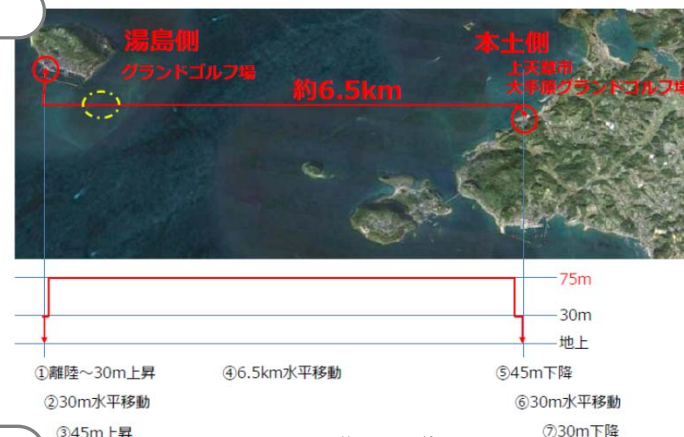 湯島側
グランドゴルフ場
本土側
上天草市
大手原グランドゴルフ場
約6.5km
75m
30m
地上
①離陸～30m上昇
④6.5km水平移動
⑤45m下降
②30m水平移動
⑥30m水平移動
③45m上昇
⑦30m下降